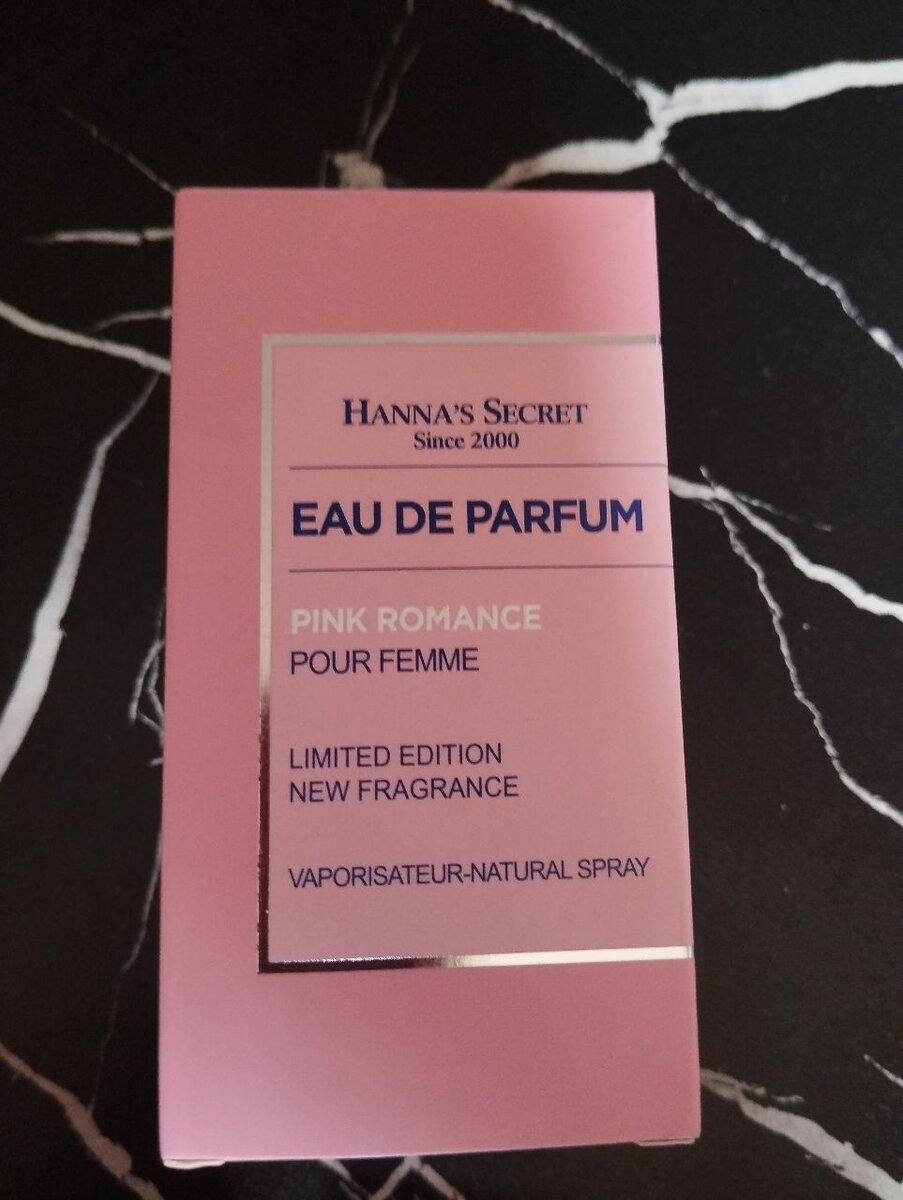 HANNA'S SECRET
Since 2000
EAU DE PARFUM
PINK ROMANCE
POUR FEMME
LIMITED EDITION
NEW FRAGRANCE
VAPORISATEUR-NATURAL SPRAY